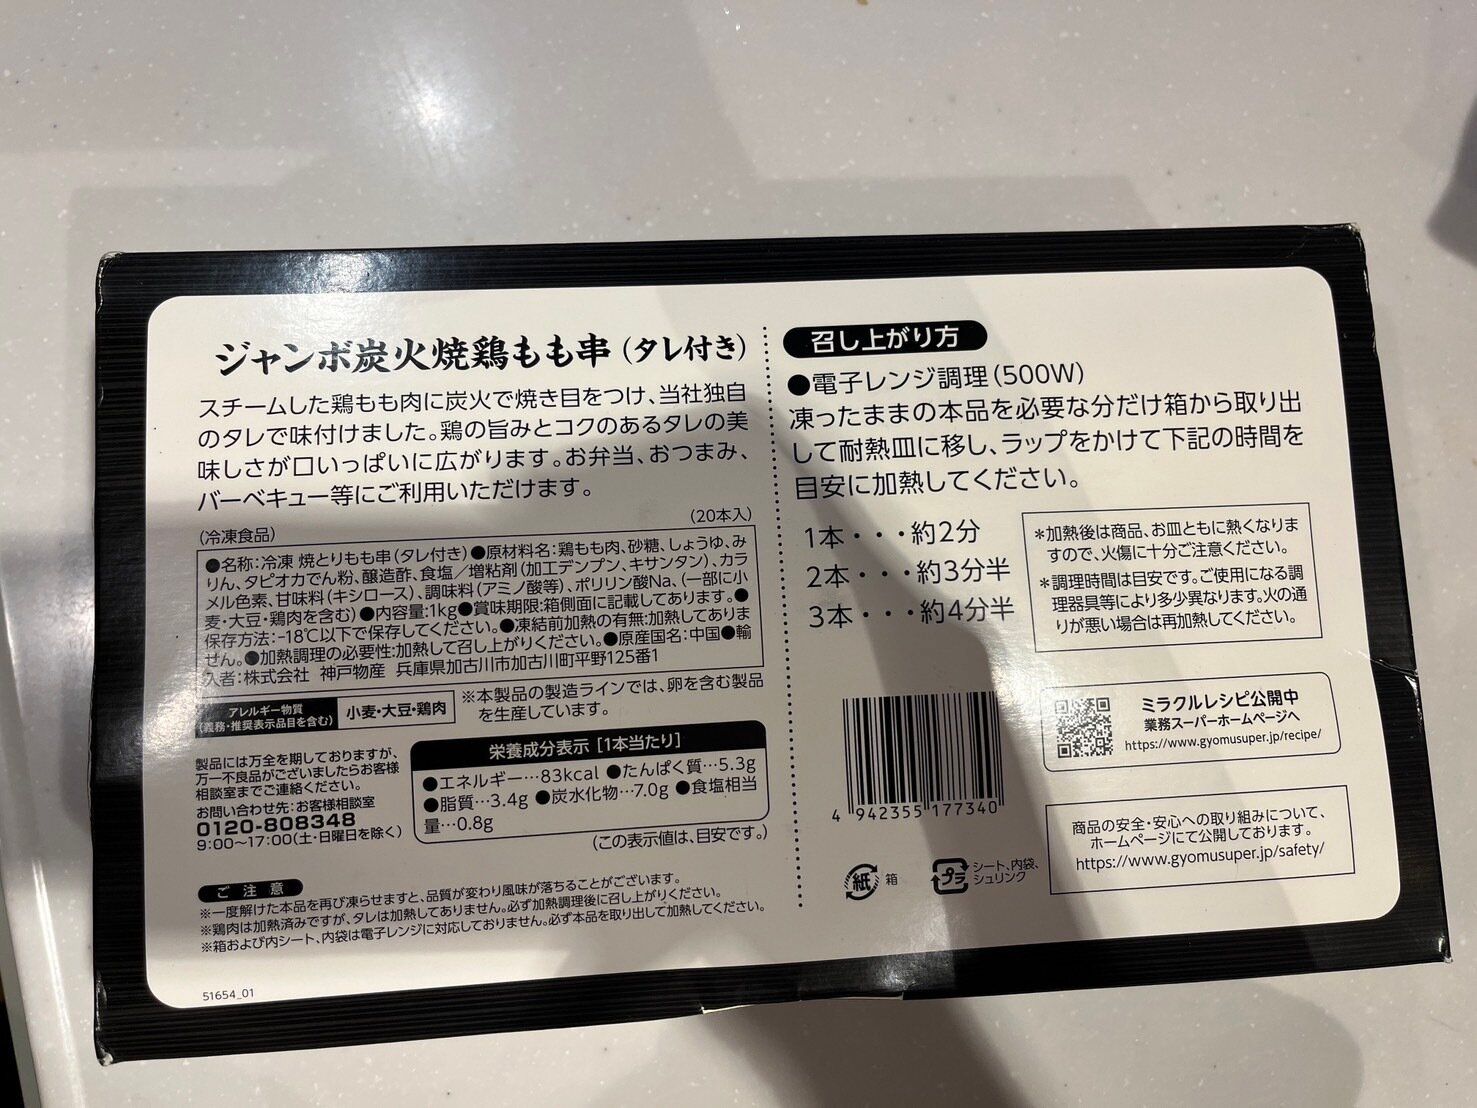 ジャンボ炭火焼鶏もも串(タレ付き)
スチームした鶏もも肉に炭火で焼き目をつけ、当社独自
のタレで味付けました。鶏の旨みとコクのあるタレの美
味しさが口いっぱいに広がります。お弁当、おつまみ、
バーベキュー等にご利用いただけます。
(冷凍食品)
(20本入)
●名称:冷凍 焼とりもも串(タレ付き)●原材料名:鶏もも肉、砂糖、しょうゆ、み
りん、タピオカでん粉、醸造酢、食塩/増粘剤(加工デンプン、キサンタン)、カラ
メル色素、甘味料(キシロース)、調味料(アミノ酸等)、ポリリン酸Na、(一部に小
麦・大豆・鶏肉を含む)●内容量:1kg●賞味期限:箱側面に記載してあります。●
保存方法:-18℃以下で保存してください。●凍結前加熱の有無:加熱してありま
せん。●加熱調理の必要性:加熱して召し上がりください。●原産国名:中国●輸
入者:株式会社 神戸物産 兵庫県加古川市加古川町平野125番1
アレルギー物質
(義務・推奨表示品目を含む)
小麦・大豆・鶏肉
※本製品の製造ラインでは、卵を含む製品
を生産しています。
製品には万全を期しておりますが、
万一不良品がございましたらお客様
相談室までご連絡ください。
お問い合わせ先:お客様相談室
0120-808348
9:00〜17:00(土・日曜日を除く)
栄養成分表示 [1本当たり]
●エネルギー…83kcal ●たんぱく質…5.3g
●脂質…3.4g ●炭水化物…7.0g ●食塩相当
量…0.8g
(この表示値は、目安です。)
ご注意
※一度解けた本品を再び凍らせますと、品質が変わり風味が落ちることがございます。
※鶏肉は加熱済みですが、タレは加熱してありません。必ず加熱調理後に召し上がりください。
※箱および内シート、内袋は電子レンジに対応しておりません。必ず本品を取り出して加熱してください。
51654_01
召し上がり方
●電子レンジ調理(500W)
凍ったままの本品を必要な分だけ箱から取り出
して耐熱皿に移し、ラップをかけて下記の時間を
目安に加熱してください。
1本・・・約2分
2本・・・約3分半
3本・・・約4分半
*加熱後は商品、お皿ともに熱くなりま
すので、火傷に十分ご注意ください。
*調理時間は目安です。ご使用になる調
理器具等により多少異なります。火の通
りが悪い場合は再加熱してください。
4 942355 177340
ミラクルレシピ公開中
業務スーパーホームページへ
https://www.gyomusuper.jp/recipe/
紙 箱
プラ シート、内袋、
シュリンク
商品の安全・安心への取り組みについて、
ホームページにて公開しております。
https://www.gyomusuper.jp/safety/